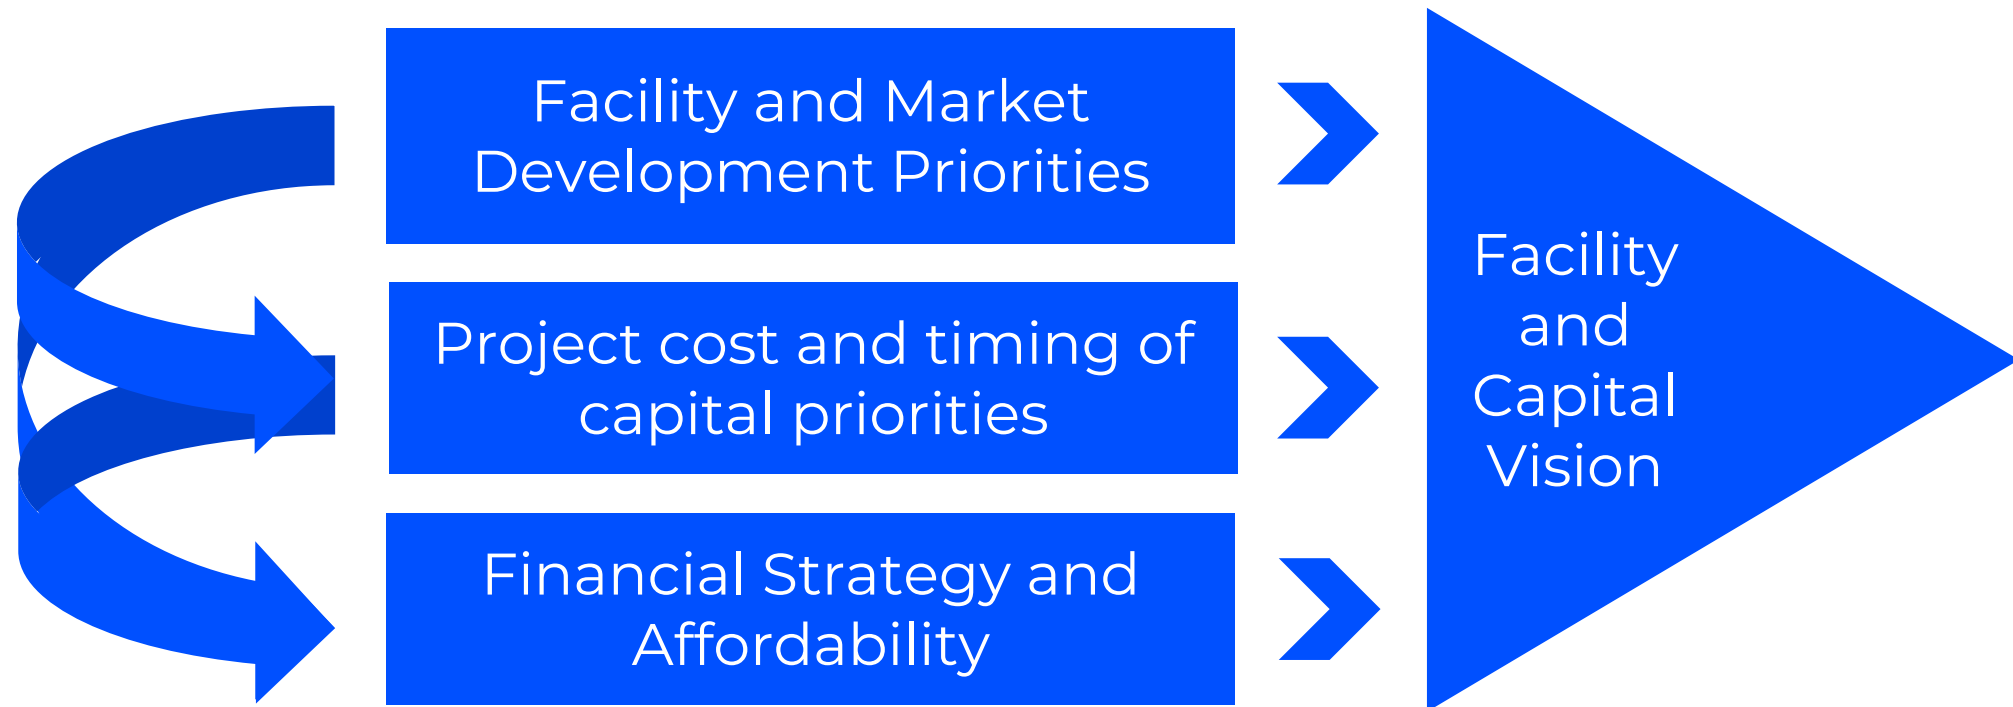 Facility and Market
Development Priorities
Project cost and timing of
capital priorities
Financial Strategy and
Affordability
Facility
and
Capital
Vision